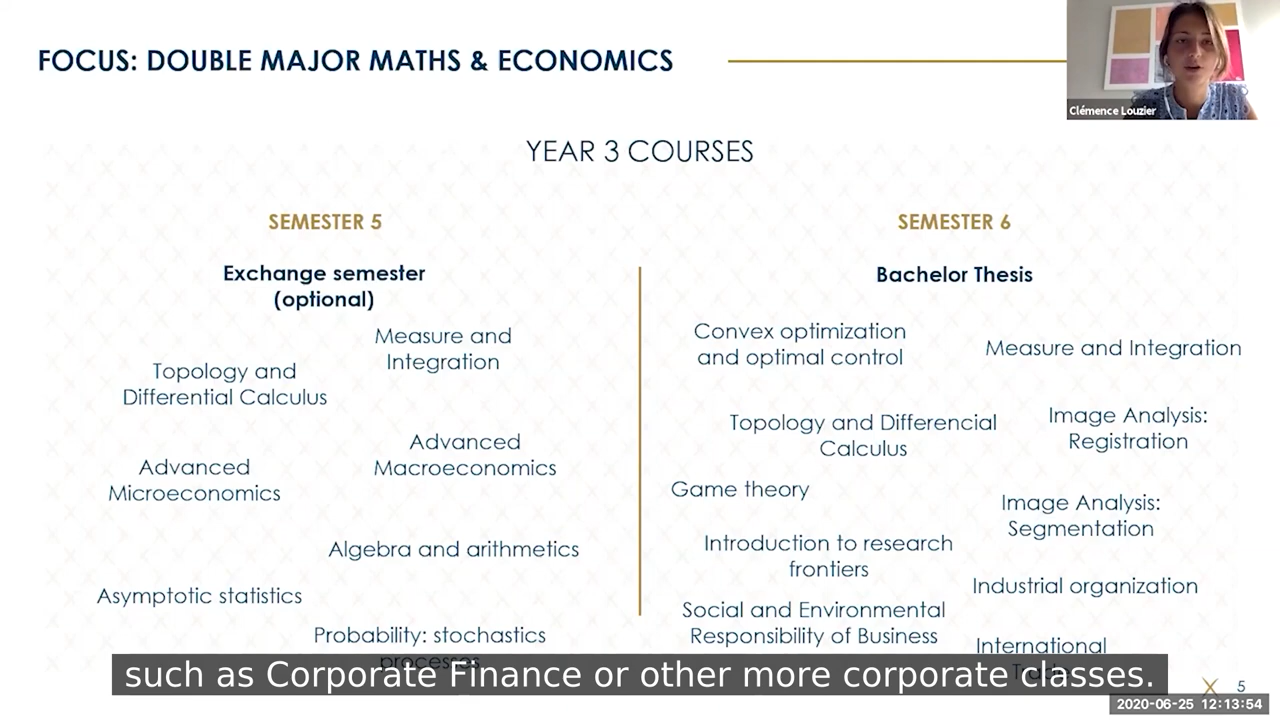 FOCUS: DOUBLE MAJOR MATHS & ECONOMICS
Clémence Louzier
YEAR 3 COURSES
SEMESTER 5
Exchange semester
(optional)
Measure and
Integration
Topology and
Differential Calculus
Advanced
Macroeconomics
Advanced
Microeconomics
Algebra and arithmetics
Asymptotic statistics
Probability: stochastics
processes
SEMESTER 6
Bachelor Thesis
Convex optimization
and optimal control
Measure and Integration
Topology and Differencial
Calculus
Image Analysis:
Registration
Game theory
Image Analysis:
Segmentation
Introduction to research
frontiers
Industrial organization
Social and Environmental
Responsibility of Business
International
Trade
such as Corporate Finance or other more corporate classes.
5
2020-06-25 12:13:54